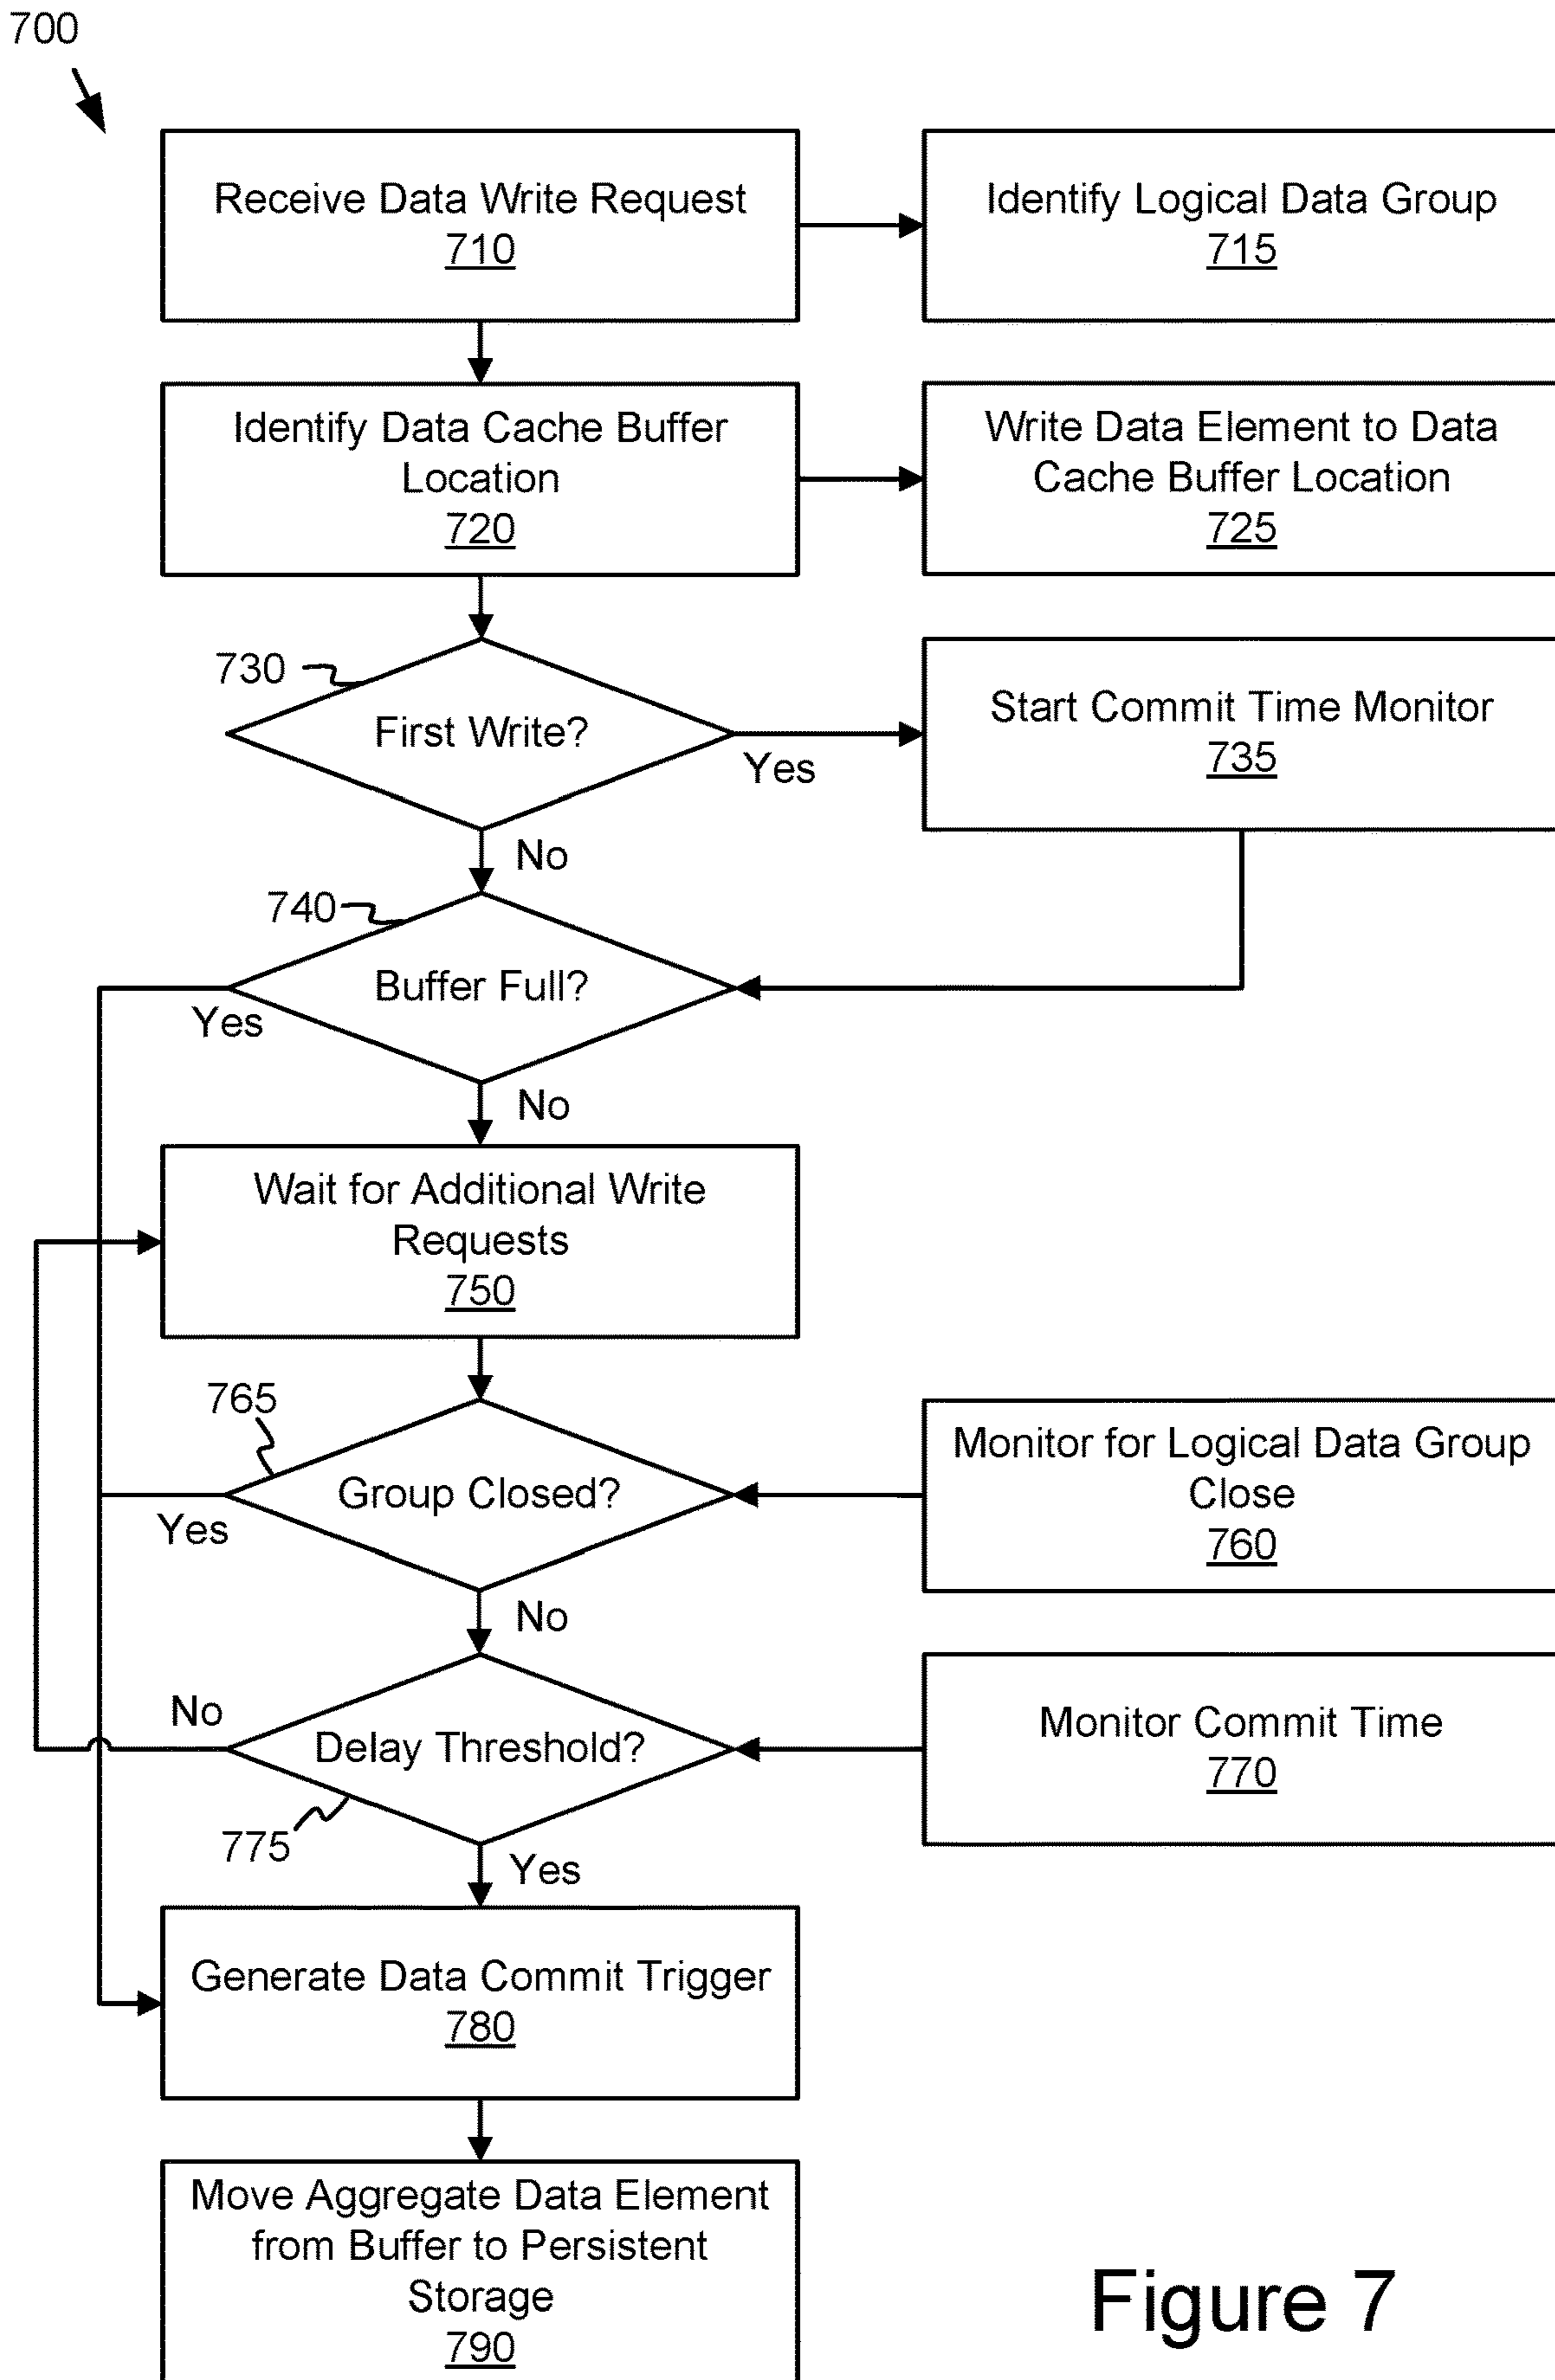 700
Receive Data Write Request
710
Identify Logical Data Group
715
Identify Data Cache Buffer
Location
720
Write Data Element to Data
Cache Buffer Location
725
730
First Write?
Yes
Start Commit Time Monitor
735
No
740
Buffer Full?
Yes
No
Wait for Additional Write
Requests
750
765
Group Closed?
Yes
Monitor for Logical Data Group
Close
760
No
No
Delay Threshold?
Monitor Commit Time
770
775
Yes
Generate Data Commit Trigger
780
Move Aggregate Data Element
from Buffer to Persistent
Storage
790
Figure 7